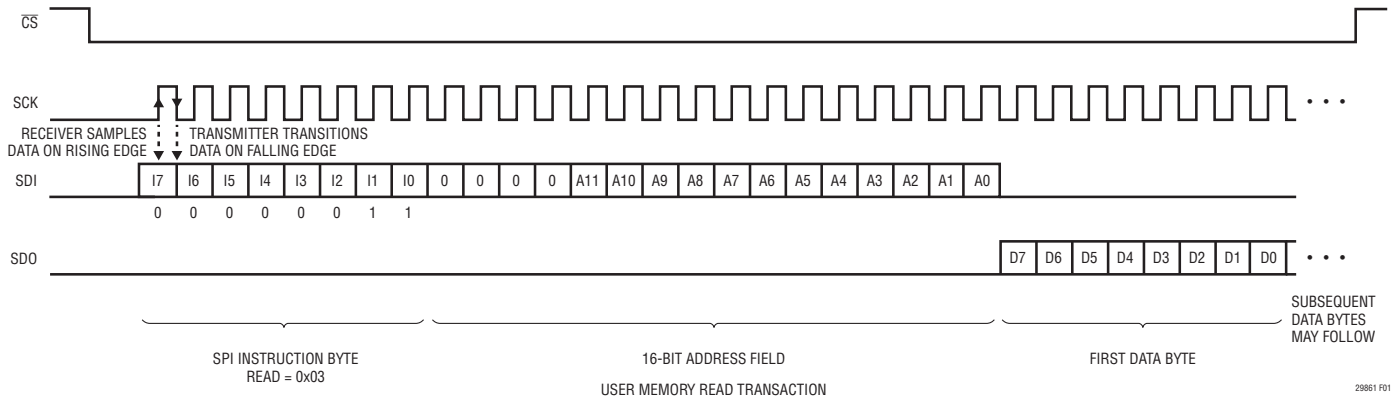 CS
SCK
• • •
RECEIVER SAMPLES
DATA ON RISING EDGE
TRANSMITTER TRANSITIONS
DATA ON FALLING EDGE
SDI I7 I6 I5 I4 I3 I2 I1 I0 0 0 0 0 A11 A10 A9 A8 A7 A6 A5 A4 A3 A2 A1 A0
0 0 0 0 0 0 1 1
SDO D7 D6 D5 D4 D3 D2 D1 D0 • • •
SPI INSTRUCTION BYTE
READ = 0x03
16-BIT ADDRESS FIELD
FIRST DATA BYTE
SUBSEQUENT
DATA BYTES
MAY FOLLOW
USER MEMORY READ TRANSACTION
29861 F01